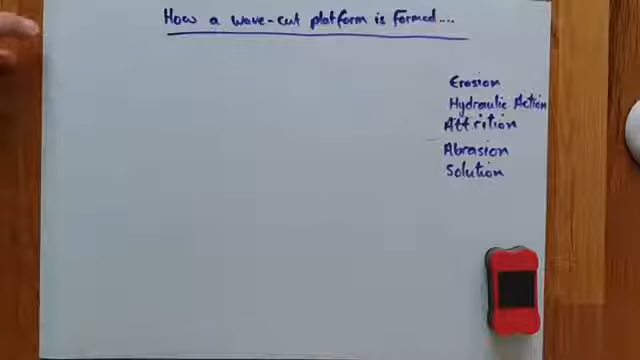 How a wave-cut platform is formed...
Erosion
Hydraulic Action
Attrition
Abrasion
Solution